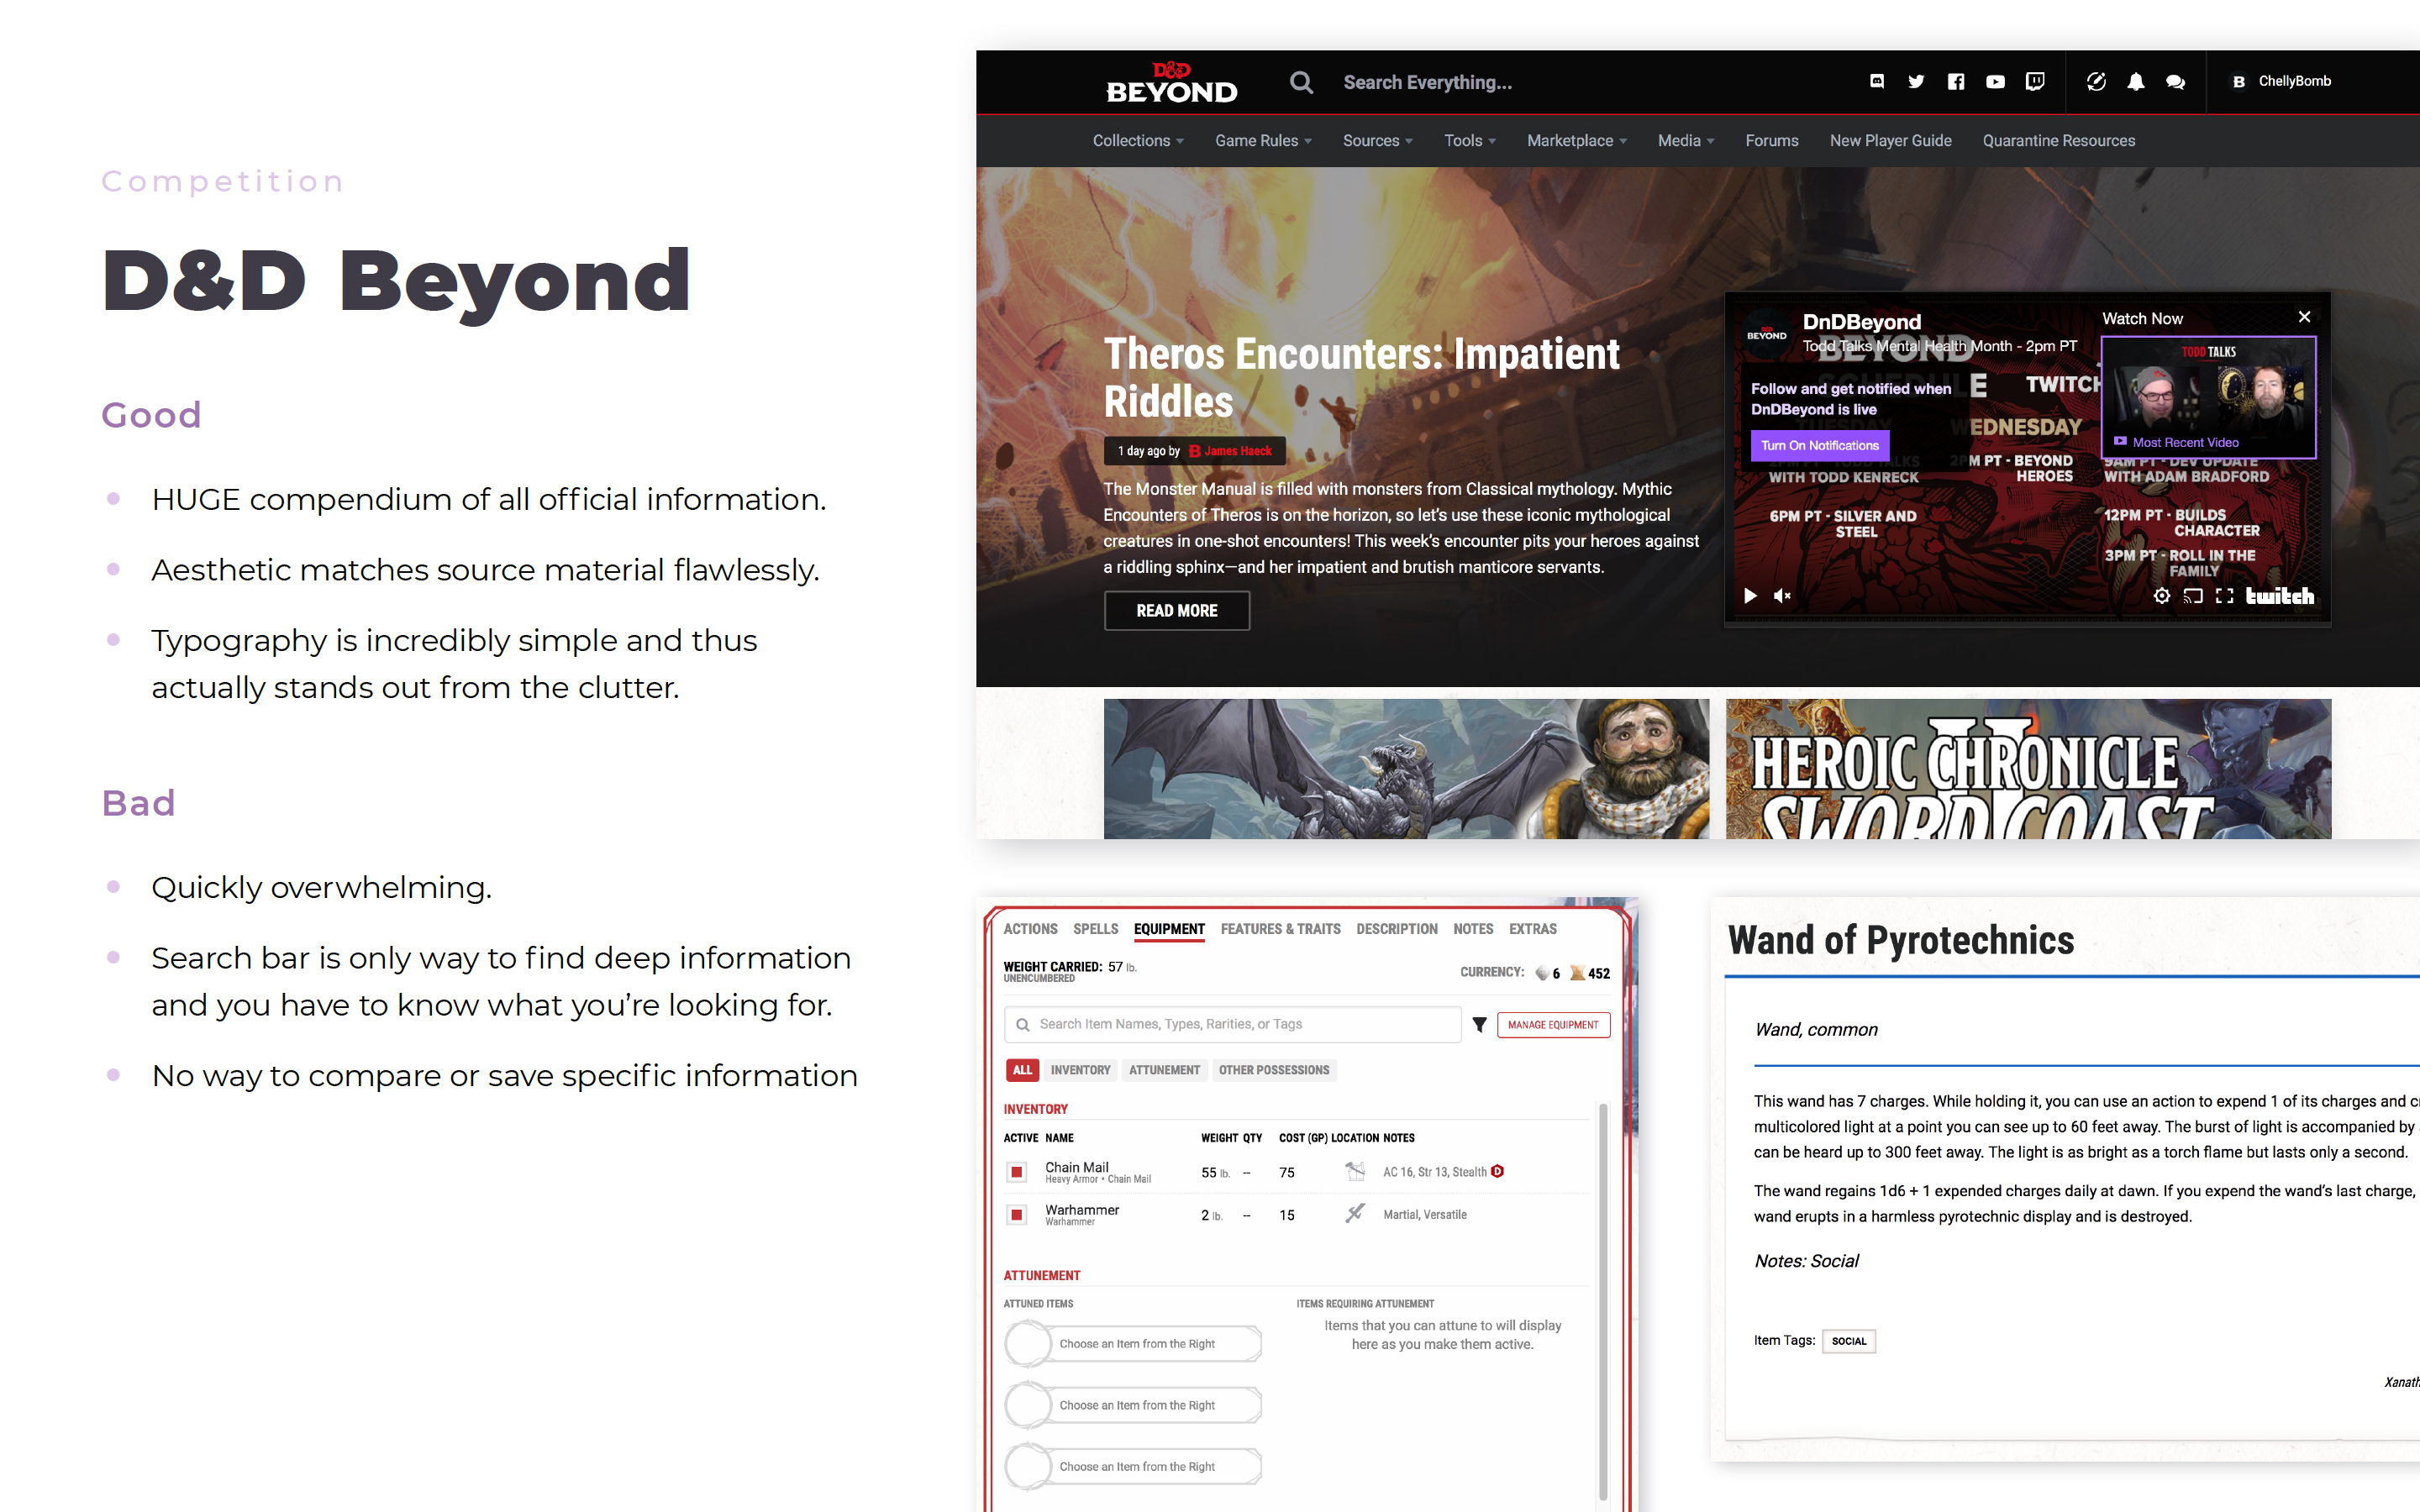 Competition
D&D Beyond
Good
HUGE compendium of all official information.
Aesthetic matches source material flawlessly.
Typography is incredibly simple and thus
actually stands out from the clutter.
Bad
Quickly overwhelming.
Search bar is only way to find deep information
and you have to know what you’re looking for.
No way to compare or save specific information
D&D
BEYOND
Search Everything...
ChellyBomb
Collections
Game Rules
Sources
Tools
Marketplace
Media
Forums
New Player Guide
Quarantine Resources
Theros Encounters: Impatient
Riddles
1 day ago by James Haeck
The Monster Manual is filled with monsters from Classical mythology. Mythic
Encounters of Theros is on the horizon, so let’s use these iconic mythological
creatures in one-shot encounters! This week’s encounter pits your heroes against
a riddling sphinx—and her impatient and brutish manticore servants.
READ MORE
BEYOND
DnDBeyond
Todd Talks Mental Health Month - 2pm PT
BEYOND
Watch Now
TODD TALKS
Most Recent Video
Follow and get notified when
DnDBeyond is live
Turn On Notifications
TUESDAY
WEDNESDAY
2PM PT - TODD TALKS
WITH TODD KENRECK
6PM PT - SILVER AND
STEEL
2PM PT - BEYOND
HEROES
9AM PT - DEV UPDATE
WITH ADAM BRADFORD
12PM PT - BUILDS
CHARACTER
3PM PT - ROLL IN THE
FAMILY
twitch
HEROIC CHRONICLE
II
SWORD COAST
ACTIONS
SPELLS
EQUIPMENT
FEATURES & TRAITS
DESCRIPTION
NOTES
EXTRAS
WEIGHT CARRIED: 57 lb.
UNENCUMBERED
CURRENCY: 6 452
Search Item Names, Types, Rarities, or Tags
MANAGE EQUIPMENT
ALL
INVENTORY
ATTUNEMENT
OTHER POSSESSIONS
INVENTORY
ACTIVE NAME WEIGHT QTY COST (GP) LOCATION NOTES
Chain Mail 55 lb. -- 75 AC 16, Str 13, Stealth D
Heavy Armor • Chain Mail
Warhammer 2 lb. -- 15 Martial, Versatile
Warhammer
ATTUNEMENT
ATTUNED ITEMS
Choose an Item from the Right
Choose an Item from the Right
Choose an Item from the Right
ITEMS REQUIRING ATTUNEMENT
Items that you can attune to will display
here as you make them active.
Wand of Pyrotechnics
Wand, common
This wand has 7 charges. While holding it, you can use an action to expend 1 of its charges and
multicolored light at a point you can see up to 60 feet away. The burst of light is accompanied by
can be heard up to 300 feet away. The light is as bright as a torch flame but lasts only a second.
The wand regains 1d6 + 1 expended charges daily at dawn. If you expend the wand’s last charge,
wand erupts in a harmless pyrotechnic display and is destroyed.
Notes: Social
Item Tags: SOCIAL
Xanath